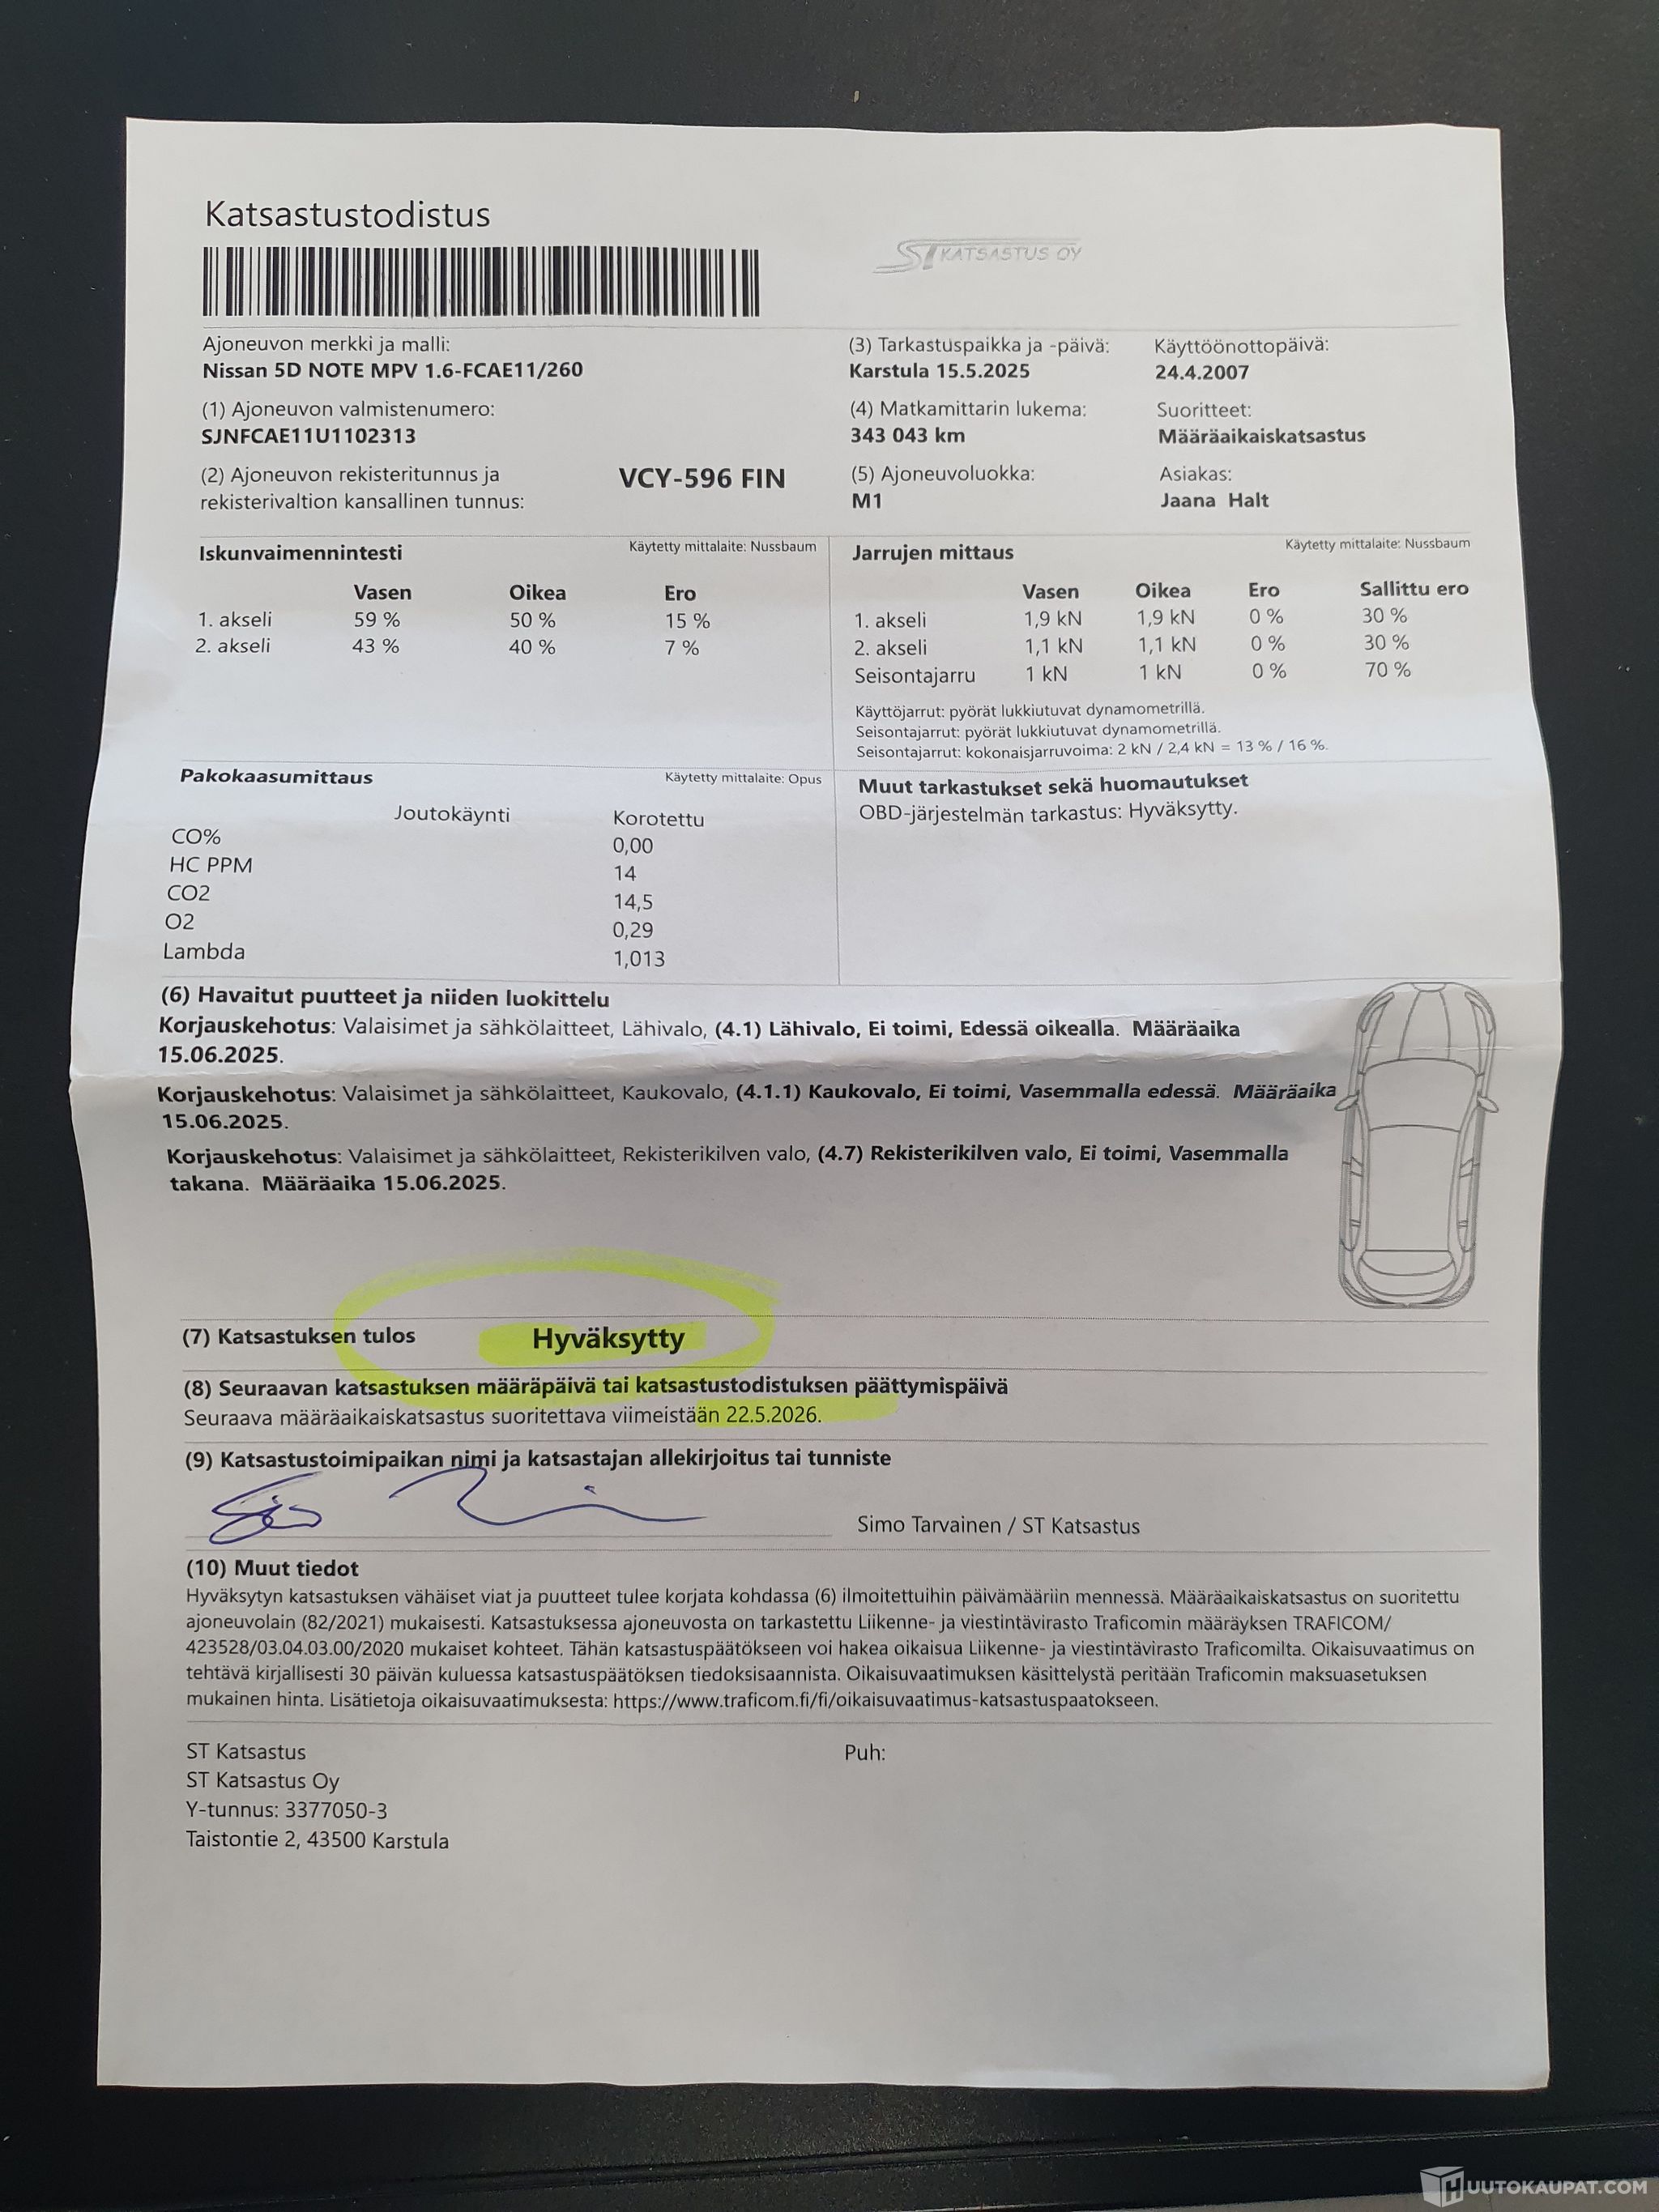 Katsastustodistus
ST KATSASTUS OY
Ajoneuvon merkki ja malli:
Nissan 5D NOTE MPV 1.6-FCAE11/260
(3) Tarkastuspaikka ja -päivä:
Karstula 15.5.2025
Käyttöönottopäivä:
24.4.2007
(1) Ajoneuvon valmistenumero:
SJNFCAE11U1102313
(4) Matkamittarin lukema:
343 043 km
Suoritteet:
Määräaikaiskatsastus
(2) Ajoneuvon rekisteritunnus ja
rekisterivaltion kansallinen tunnus:
VCY-596 FIN
(5) Ajoneuvoluokka:
M1
Asiakas:
Jaana Halt
Iskunvaimennintesti Käytetty mittalaite: Nussbaum
Vasen Oikea Ero
1. akseli 59 % 50 % 15 %
2. akseli 43 % 40 % 7 %
Jarrujen mittaus Käytetty mittalaite: Nussbaum
Vasen Oikea Ero Sallittu ero
1. akseli 1,9 kN 1,9 kN 0 % 30 %
2. akseli 1,1 kN 1,1 kN 0 % 30 %
Seisontajarru 1 kN 1 kN 0 % 70 %
Käyttöjarrut: pyörät lukkiutuvat dynamometrillä.
Seisontajarrut: pyörät lukkiutuvat dynamometrillä.
Seisontajarrut: kokonaisjarruvoima: 2 kN / 2,4 kN = 13 % / 16 %.
Pakokaasumittaus Käytetty mittalaite: Opus
Joutokäynti Korotettu
CO% 0,00
HC PPM 14
CO2 14,5
O2 0,29
Lambda 1,013
Muut tarkastukset sekä huomautukset
OBD-järjestelmän tarkastus: Hyväksytty.
(6) Havaitut puutteet ja niiden luokittelu
Korjauskehotus: Valaisimet ja sähkölaitteet, Lähivalo, (4.1) Lähivalo, Ei toimi, Edessä oikealla. Määräaika
15.06.2025.
Korjauskehotus: Valaisimet ja sähkölaitteet, Kaukovalo, (4.1.1) Kaukovalo, Ei toimi, Vasemmalla edessä. Määräaika
15.06.2025.
Korjauskehotus: Valaisimet ja sähkölaitteet, Rekisterikilven valo, (4.7) Rekisterikilven valo, Ei toimi, Vasemmalla
takana. Määräaika 15.06.2025.
(7) Katsastuksen tulos Hyväksytty
(8) Seuraavan katsastuksen määräpäivä tai katsastustodistuksen päättymispäivä
Seuraava määräaikaiskatsastus suoritettava viimeistään 22.5.2026.
(9) Katsastustoimipaikan nimi ja katsastajan allekirjoitus tai tunniste
Simo Tarvainen / ST Katsastus
(10) Muut tiedot
Hyväksytyn katsastuksen vähäiset viat ja puutteet tulee korjata kohdassa (6) ilmoitettuihin päivämääriin mennessä. Määräaikaiskatsastus on suoritettu
ajoneuvolain (82/2021) mukaisesti. Katsastuksessa ajoneuvosta on tarkastettu Liikenne- ja viestintävirasto Traficomin määräyksen TRAFICOM/
423528/03.04.03.00/2020 mukaiset kohteet. Tähän katsastuspäätökseen voi hakea oikaisua Liikenne- ja viestintävirasto Traficomilta. Oikaisuvaatimus on
tehtävä kirjallisesti 30 päivän kuluessa katsastuspäätöksen tiedoksisaannista. Oikaisuvaatimuksen käsittelystä peritään Traficomin maksuasetuksen
mukainen hinta. Lisätietoja oikaisuvaatimuksesta: https://www.traficom.fi/fi/oikaisuvaatimus-katsastuspaatokseen.
ST Katsastus
ST Katsastus Oy
Y-tunnus: 3377050-3
Taistontie 2, 43500 Karstula
Puh:
HUUTOKAUPAT.COM